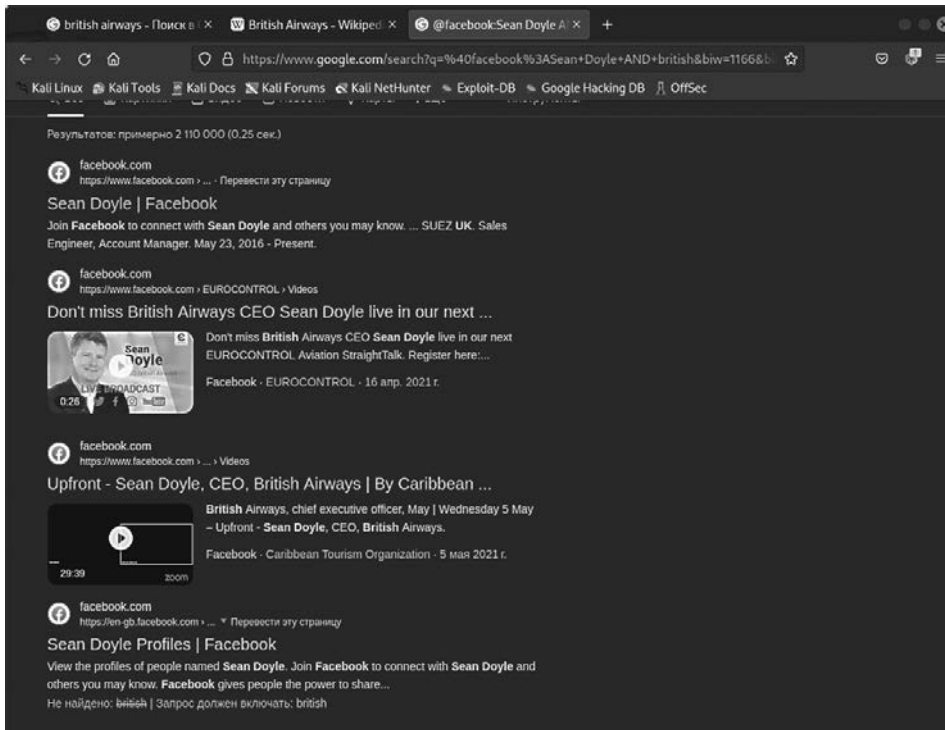 british airways - Поиск в
British Airways - Wikiped
@facebook:Sean Doyle A
https://www.google.com/search?q=%40facebook%3ASean+Doyle+AND+british&biw=1166&b
Kali Linux Kali Tools Kali Docs Kali Forums Kali NetHunter Exploit-DB Google Hacking DB OffSec
Результатов: примерно 2 110 000 (0,25 сек.)
facebook.com
https://www.facebook.com › ... · Перевести эту страницу
Sean Doyle | Facebook
Join Facebook to connect with Sean Doyle and others you may know. ... SUEZ UK. Sales
Engineer, Account Manager. May 23, 2016 - Present.
facebook.com
https://www.facebook.com › EUROCONTROL › Videos
Don't miss British Airways CEO Sean Doyle live in our next ...
Sean
Doyle
LIVE BROADCAST
0:26
Don't miss British Airways CEO Sean Doyle live in our next
EUROCONTROL Aviation StraightTalk. Register here:...
Facebook · EUROCONTROL · 16 апр. 2021 г.
facebook.com
https://www.facebook.com › ... › Videos
Upfront - Sean Doyle, CEO, British Airways | By Caribbean ...
29:39
zoom
British Airways, chief executive officer, May | Wednesday 5 May
– Upfront - Sean Doyle, CEO, British Airways.
Facebook · Caribbean Tourism Organization · 5 мая 2021 г.
facebook.com
https://en-gb.facebook.com › ... Перевести эту страницу
Sean Doyle Profiles | Facebook
View the profiles of people named Sean Doyle. Join Facebook to connect with Sean Doyle and
others you may know. Facebook gives people the power to share...
Не найдено: british | Запрос должен включать: british